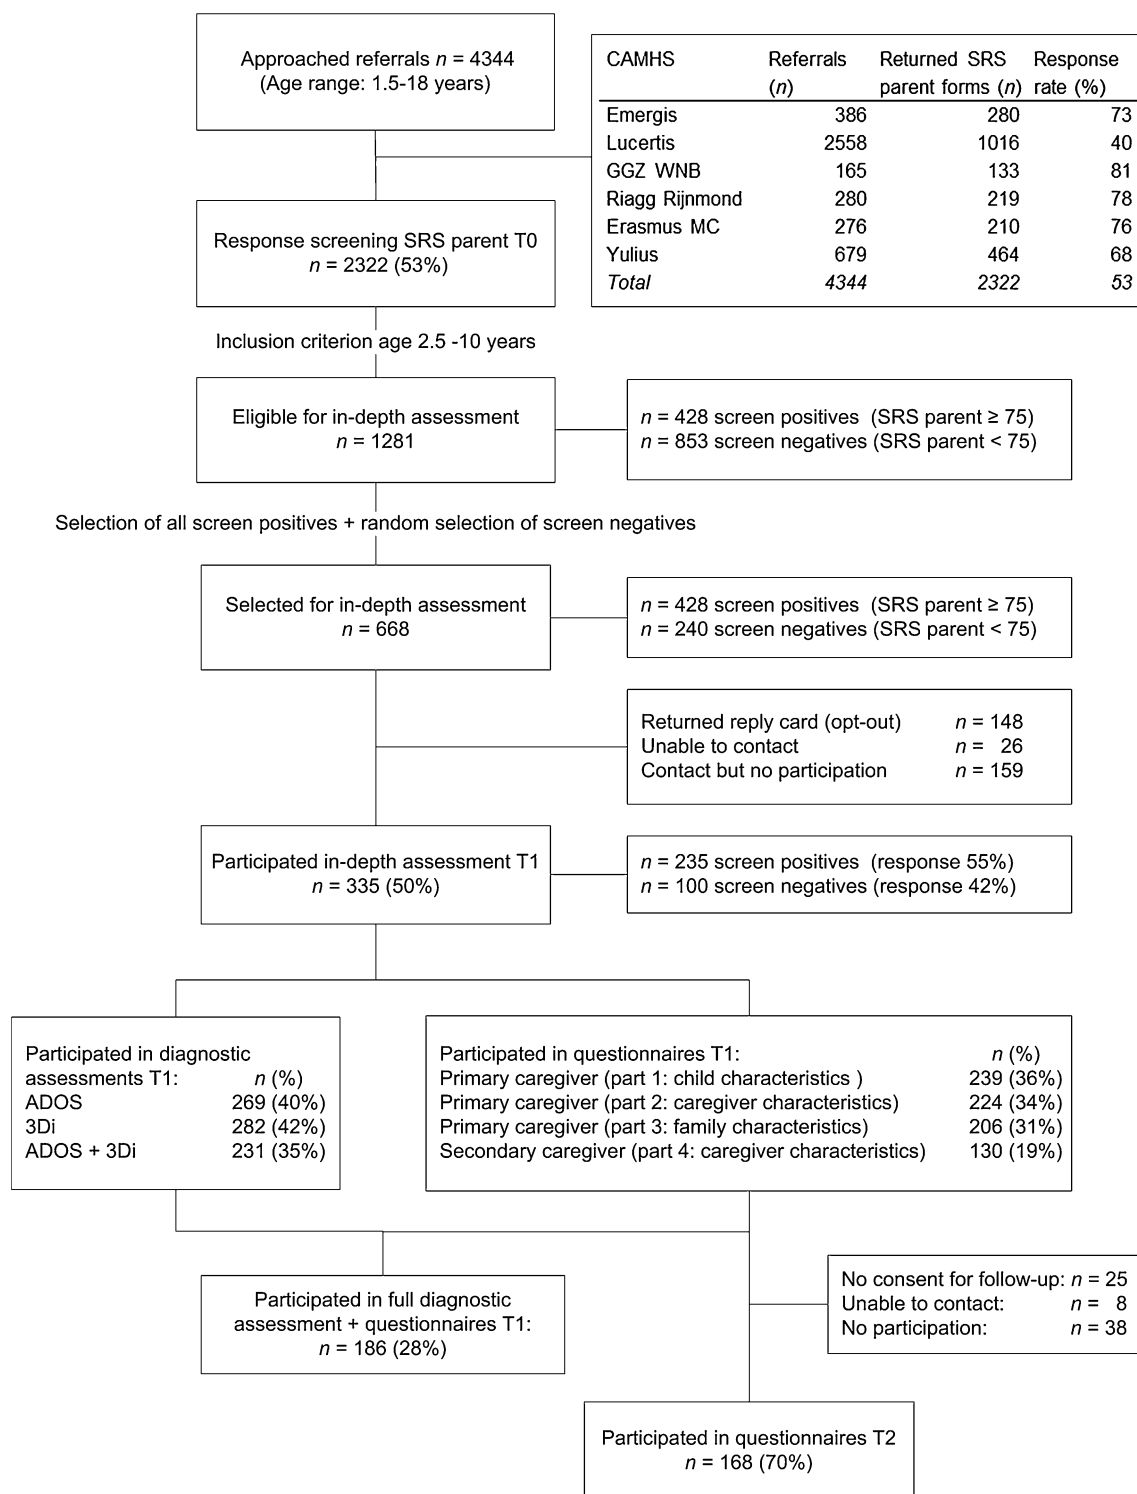 Approached referrals n = 4344
(Age range: 1.5-18 years)
CAMHS Referrals Returned SRS Response
(n) parent forms (n) rate (%)
Emergis 386 280 73
Lucertis 2558 1016 40
GGZ WNB 165 133 81
Riagg Rijnmond 280 219 78
Erasmus MC 276 210 76
Yulius 679 464 68
Total 4344 2322 53
Response screening SRS parent T0
n = 2322 (53%)
Inclusion criterion age 2.5 -10 years
Eligible for in-depth assessment
n = 1281
n = 428 screen positives (SRS parent ≥ 75)
n = 853 screen negatives (SRS parent < 75)
Selection of all screen positives + random selection of screen negatives
Selected for in-depth assessment
n = 668
n = 428 screen positives (SRS parent ≥ 75)
n = 240 screen negatives (SRS parent < 75)
Returned reply card (opt-out) n = 148
Unable to contact n = 26
Contact but no participation n = 159
Participated in-depth assessment T1
n = 335 (50%)
n = 235 screen positives (response 55%)
n = 100 screen negatives (response 42%)
Participated in diagnostic
assessments T1: n (%)
ADOS 269 (40%)
3Di 282 (42%)
ADOS + 3Di 231 (35%)
Participated in questionnaires T1: n (%)
Primary caregiver (part 1: child characteristics ) 239 (36%)
Primary caregiver (part 2: caregiver characteristics) 224 (34%)
Primary caregiver (part 3: family characteristics) 206 (31%)
Secondary caregiver (part 4: caregiver characteristics) 130 (19%)
Participated in full diagnostic
assessment + questionnaires T1:
n = 186 (28%)
No consent for follow-up: n = 25
Unable to contact: n = 8
No participation: n = 38
Participated in questionnaires T2
n = 168 (70%)